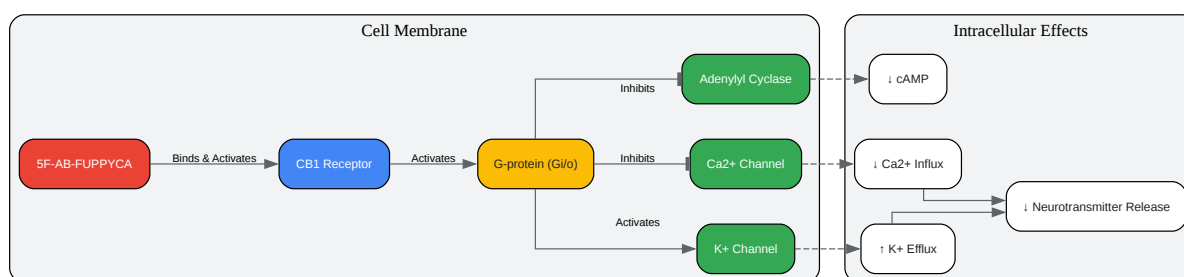 Cell Membrane
Intracellular Effects
Adenylyl Cyclase
↓ cAMP
Inhibits
5F-AB-FUPPYCA
Binds & Activates
CB1 Receptor
Activates
G-protein (Gi/o)
Inhibits
Ca2+ Channel
↓ Ca2+ Influx
↓ Neurotransmitter Release
Activates
K+ Channel
↑ K+ Efflux